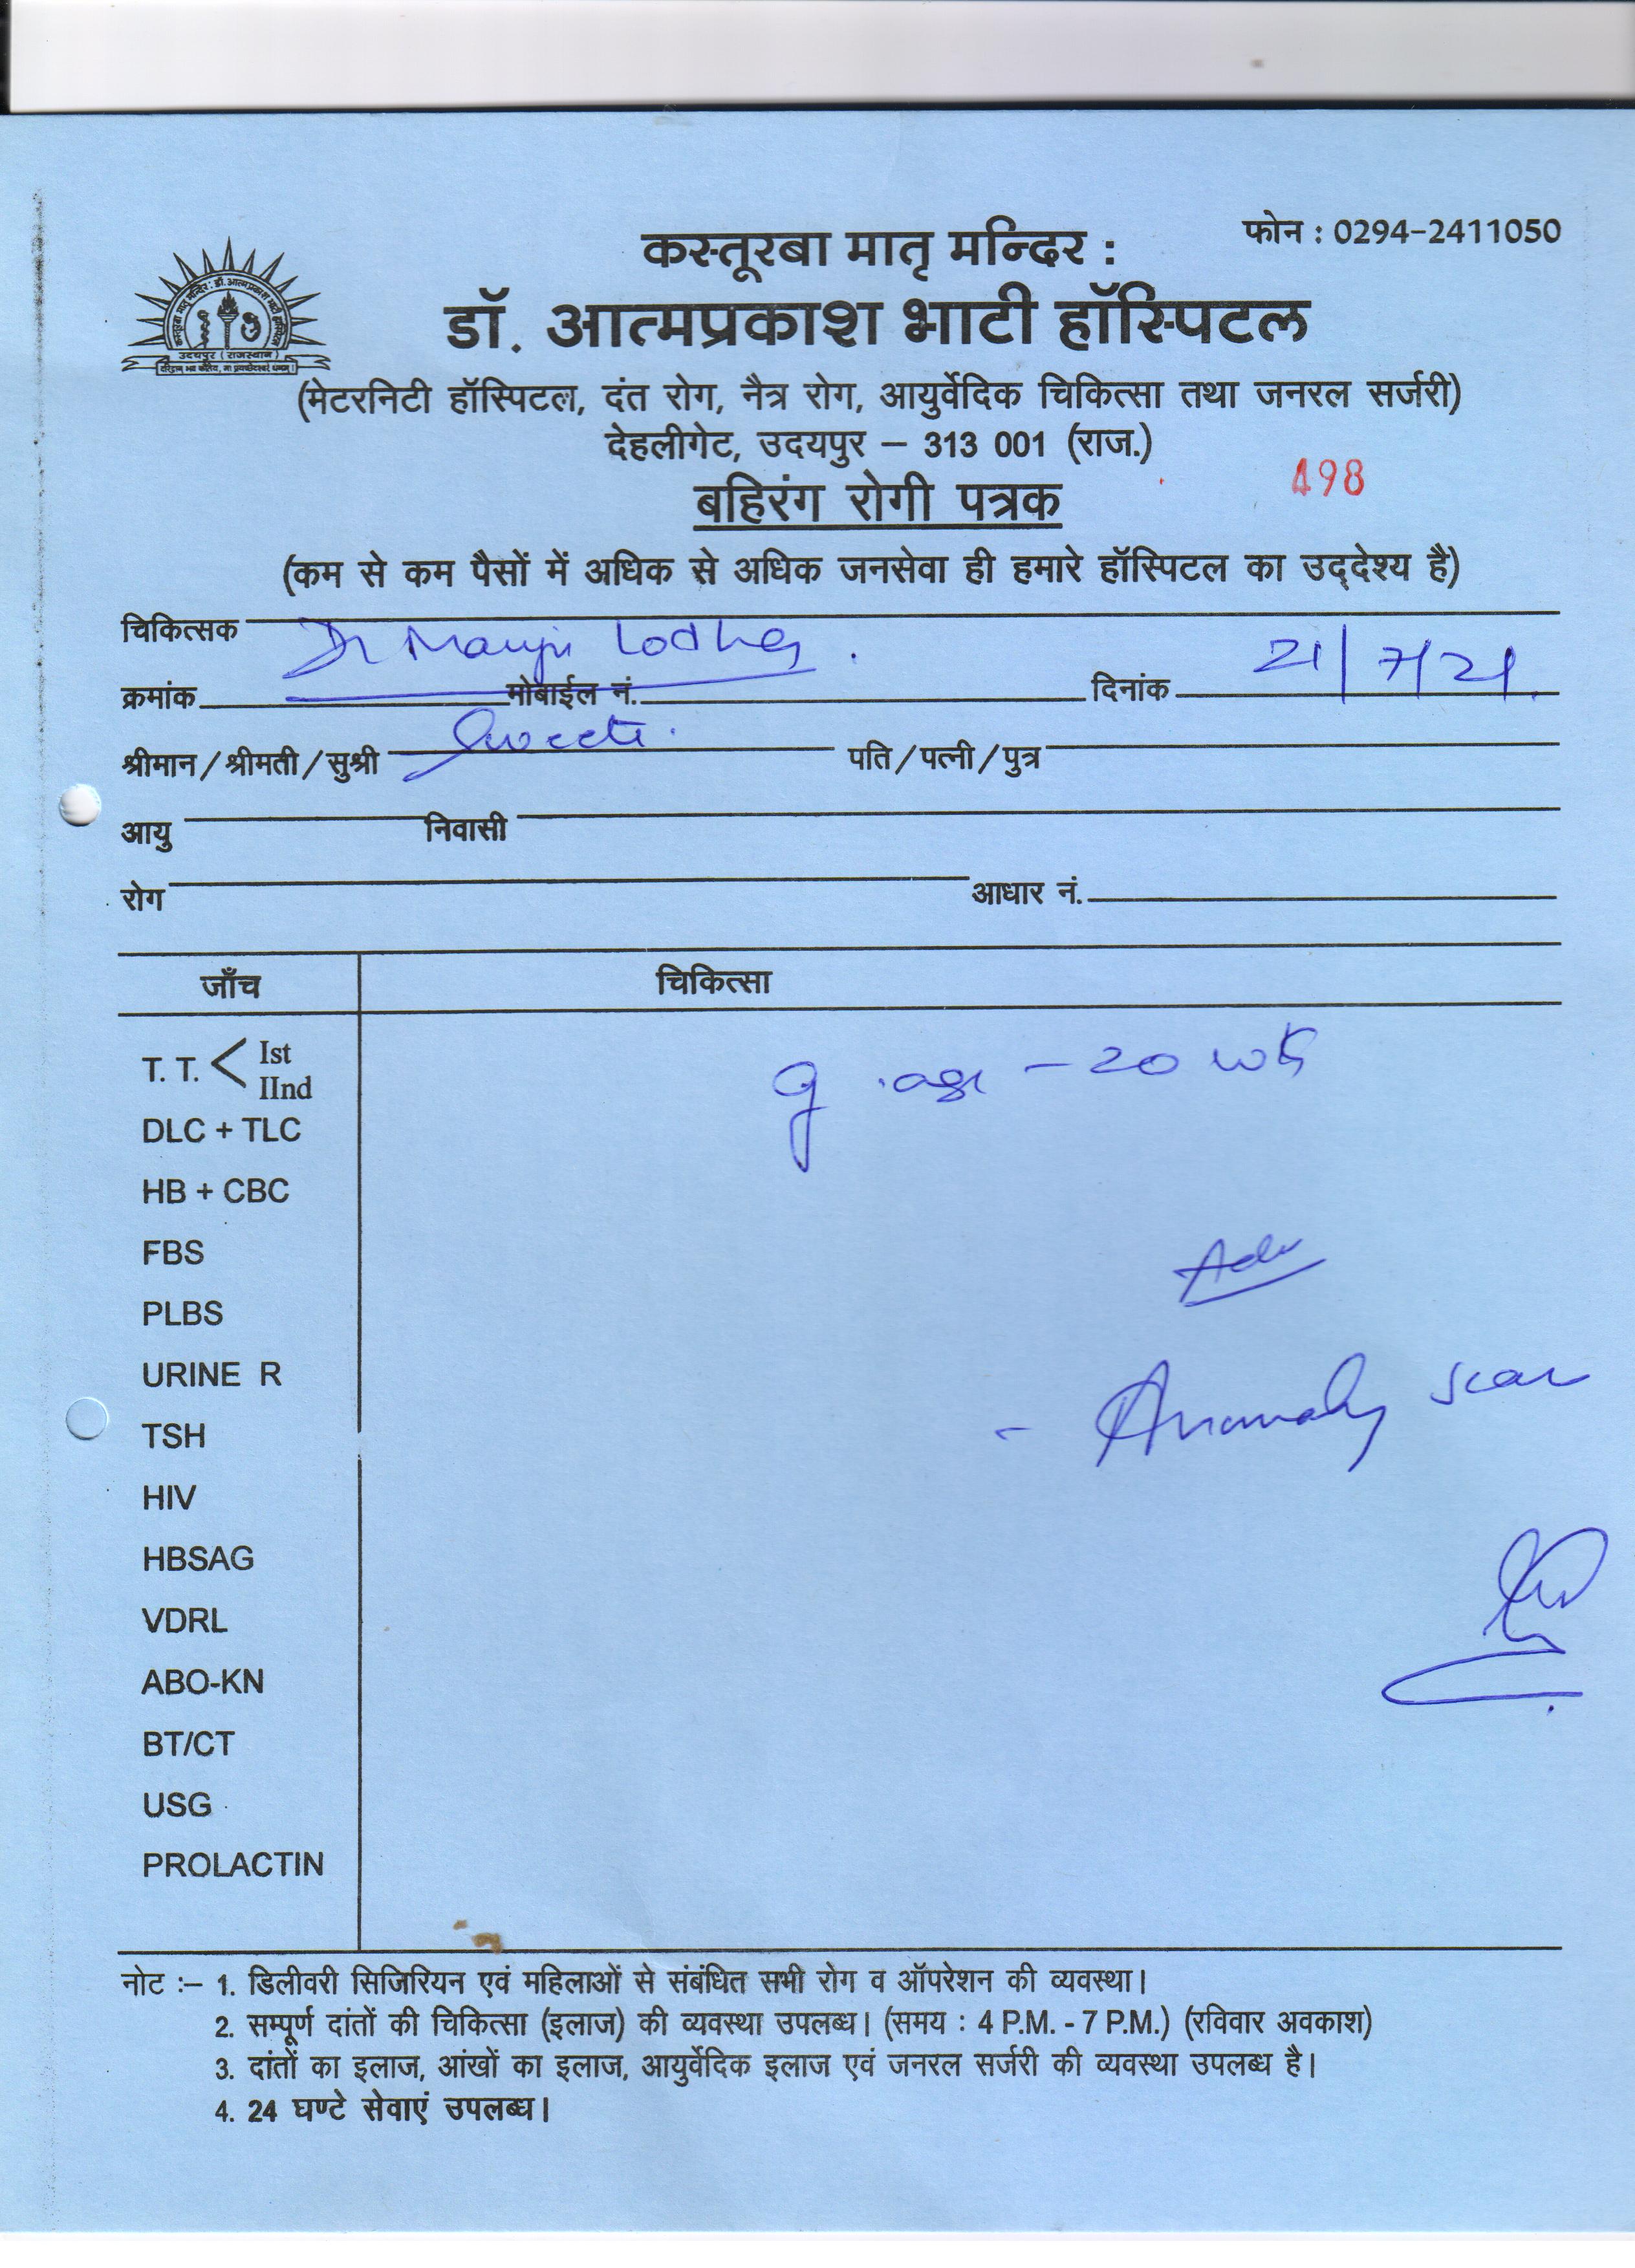 फोन : 0294-2411050
कस्तूरबा मातृ मन्दिर :
डॉ. आत्मप्रकाश भाटी हॉस्पिटल
उदयपुर (राजस्थान)
(मेटरनिटी हॉस्पिटल, दंत रोग, नैत्र रोग, आयुर्वेदिक चिकित्सा तथा जनरल सर्जरी)
देहलीगेट, उदयपुर – 313 001 (राज.)
498
बहिरंग रोगी पत्रक
(कम से कम पैसों में अधिक से अधिक जनसेवा ही हमारे हॉस्पिटल का उद्देश्य है)
चिकित्सक Dr Manju Lodha
क्रमांक मोबाईल नं. दिनांक 21/7/21
श्रीमान / श्रीमती / सुश्री Sweeti पति / पत्नी / पुत्र
आयु निवासी
रोग आधार नं.
जाँच चिकित्सा
T. T. < Ist
IInd
g. age - 20 wk
DLC + TLC
HB + CBC
FBS
Adv
PLBS
URINE R
- Anomaly scan
TSH
HIV
HBSAG
VDRL
ABO-KN
BT/CT
USG
PROLACTIN
नोट :– 1. डिलीवरी सिजिरियन एवं महिलाओं से संबंधित सभी रोग व ऑपरेशन की व्यवस्था।
2. सम्पूर्ण दांतों की चिकित्सा (इलाज) की व्यवस्था उपलब्ध। (समय : 4 P.M. - 7 P.M.) (रविवार अवकाश)
3. दांतों का इलाज, आंखों का इलाज, आयुर्वेदिक इलाज एवं जनरल सर्जरी की व्यवस्था उपलब्ध है।
4. 24 घण्टे सेवाएं उपलब्ध।